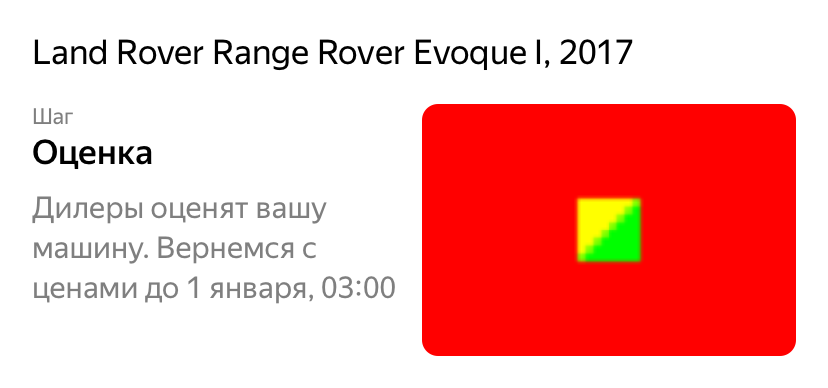 Land Rover Range Rover Evoque I, 2017
Шаг
Оценка
Дилеры оценят вашу
машину. Вернемся с
ценами до 1 января, 03:00